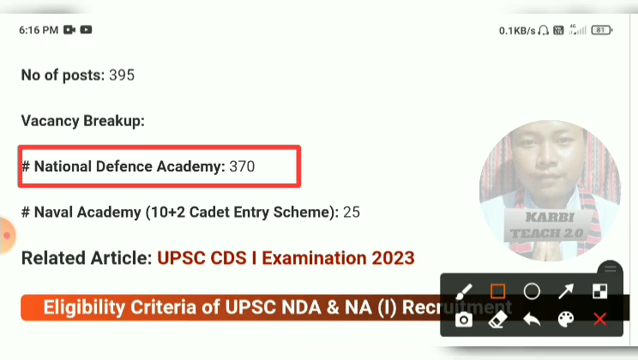 6:16 PM 0.1KB/s 4G 81
No of posts: 395
Vacancy Breakup:
# National Defence Academy: 370
# Naval Academy (10+2 Cadet Entry Scheme): 25
KARBI
TEACH 2.0
Related Article: UPSC CDS I Examination 2023
Eligibility Criteria of UPSC NDA & NA (I) Recruitment